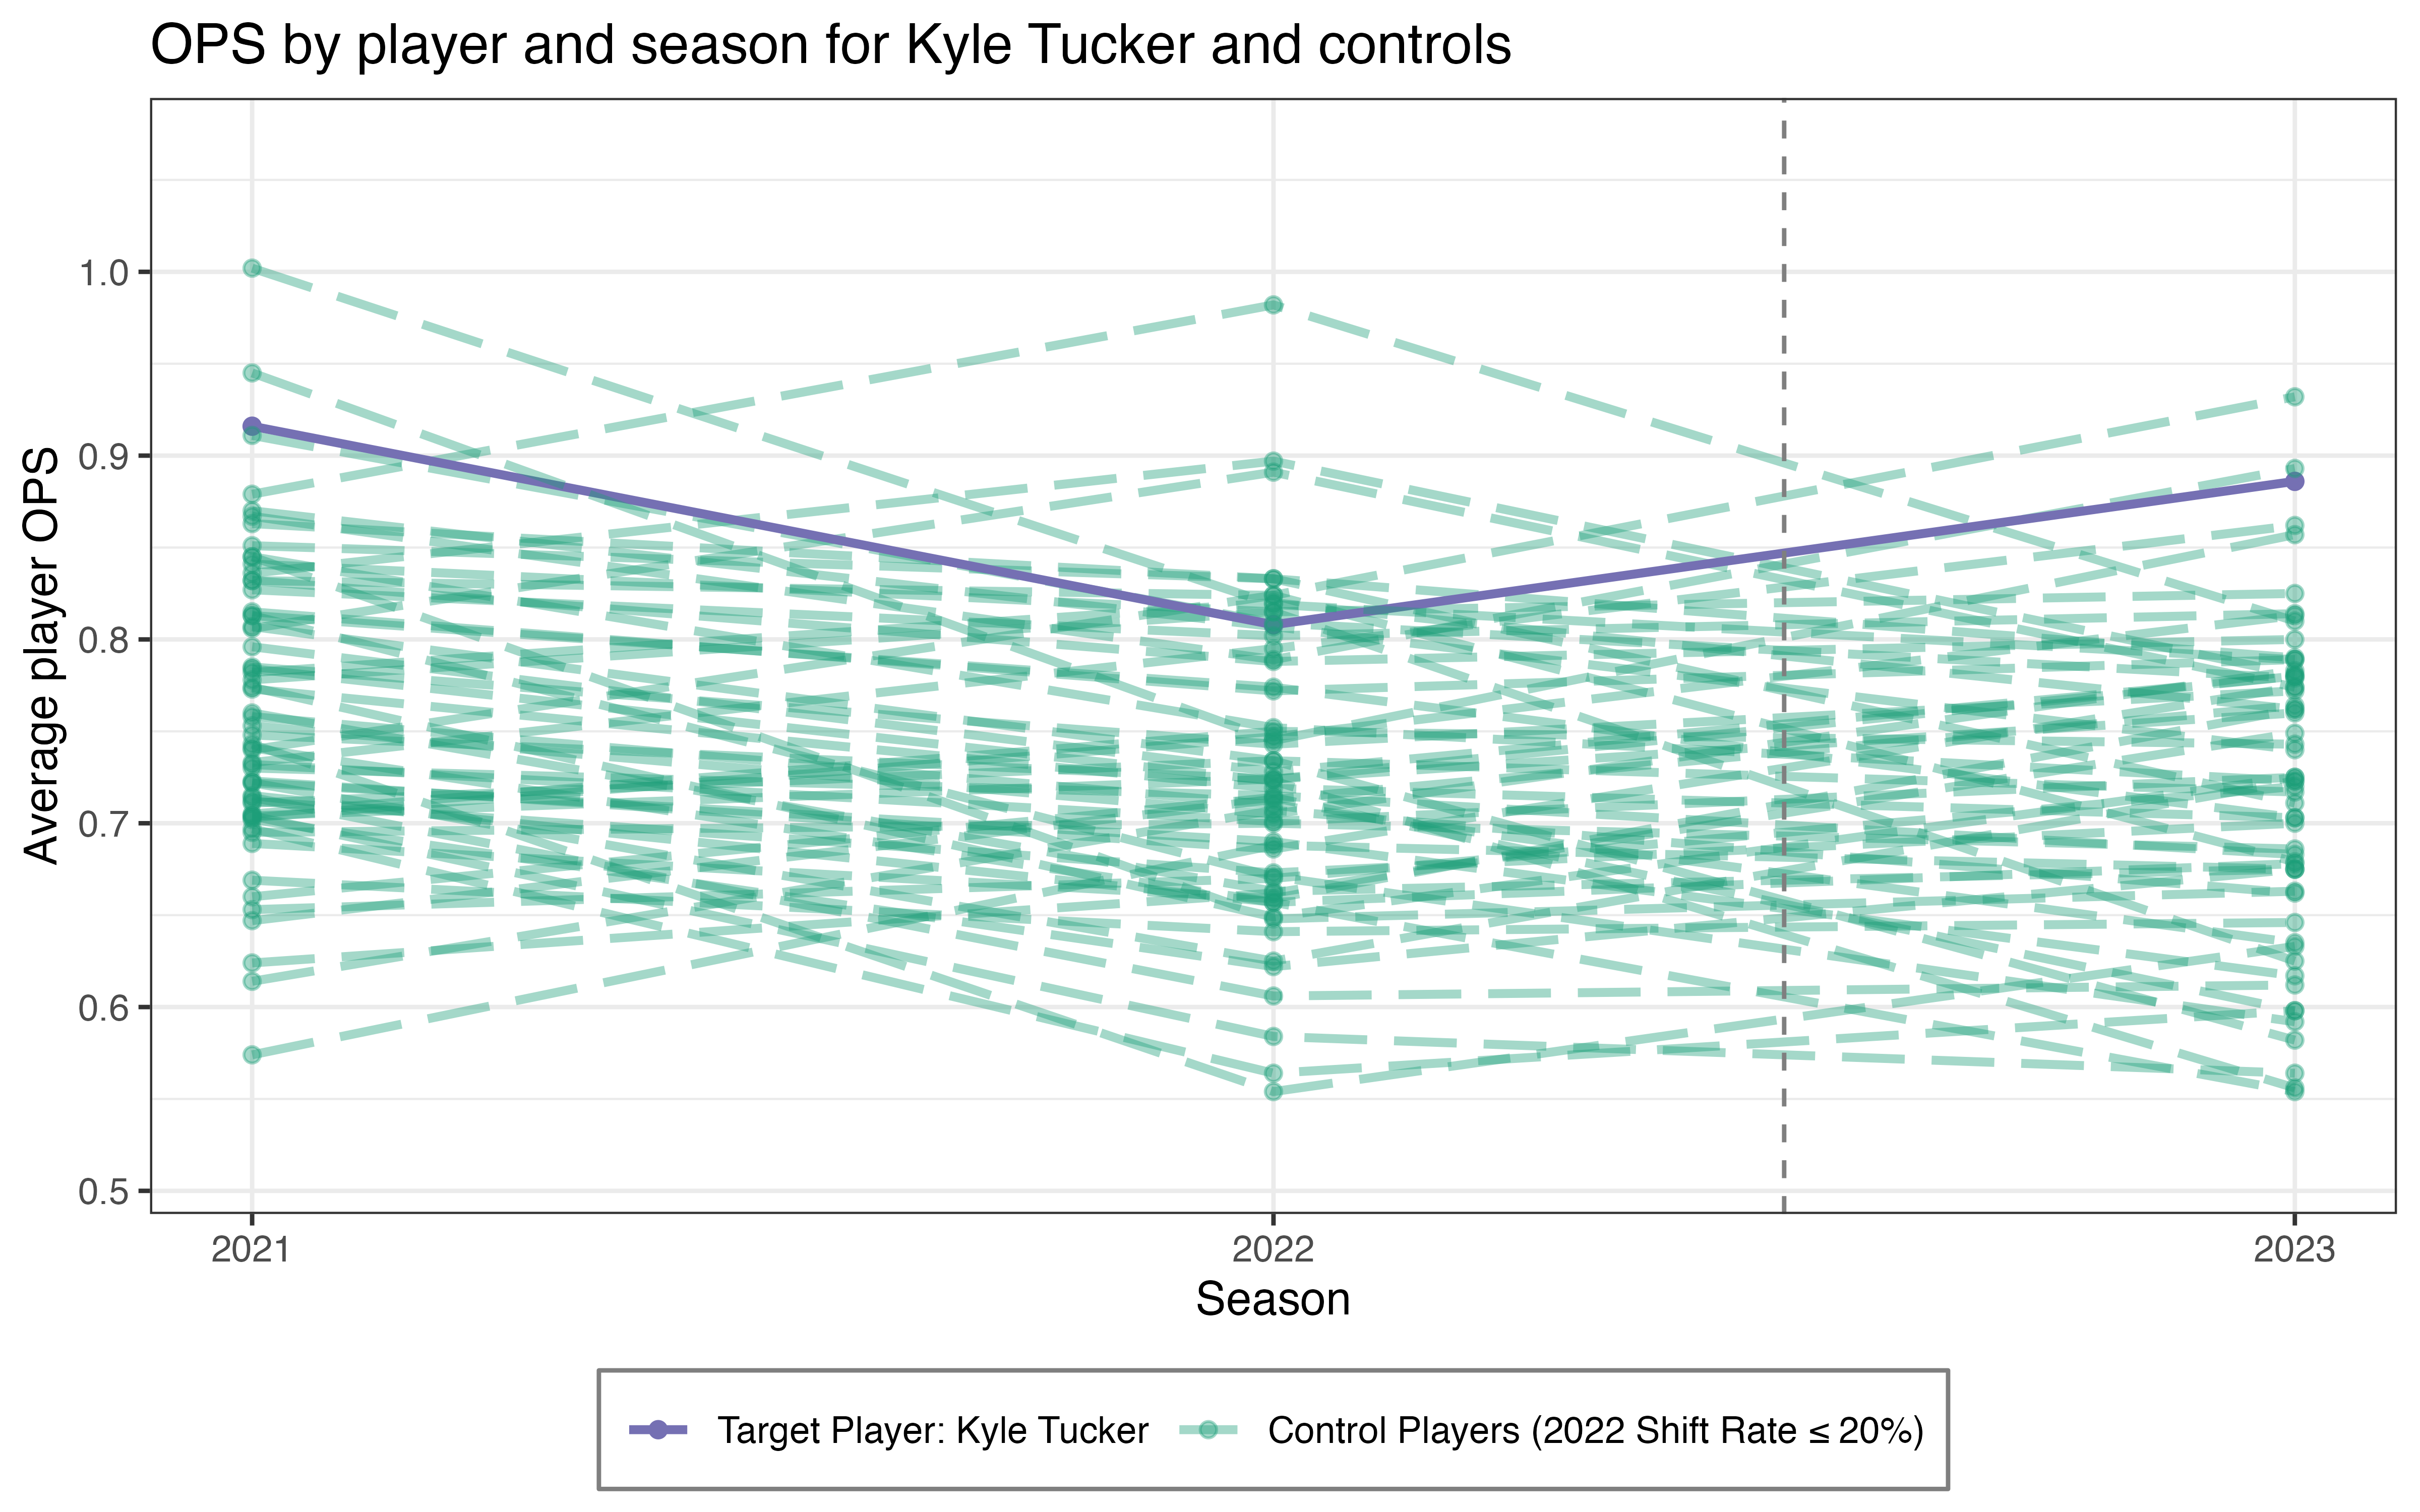 OPS by player and season for Kyle Tucker and controls
Average player OPS
1.0
0.9
0.8
0.7
0.6
0.5
2021
2022
2023
Season
Target Player: Kyle Tucker
Control Players (2022 Shift Rate ≤ 20%)